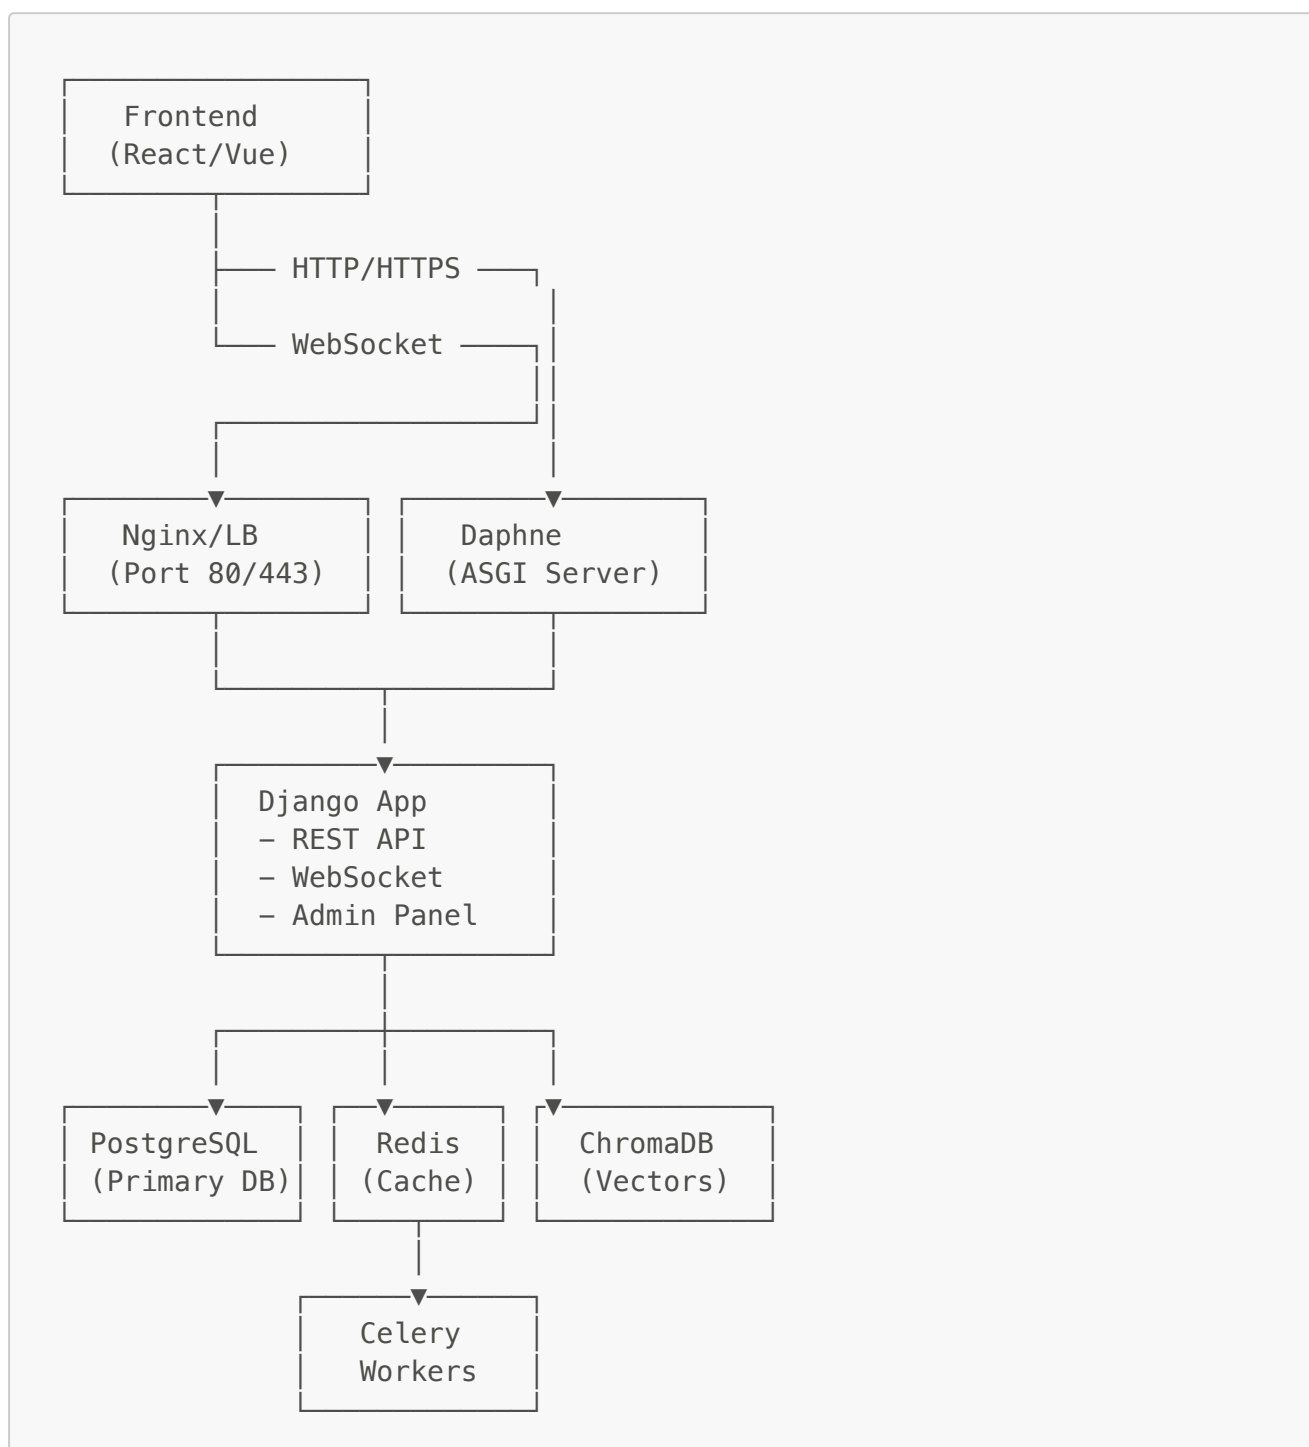 Frontend
(React/Vue)
HTTP/HTTPS
WebSocket
Nginx/LB Daphne
(Port 80/443) (ASGI Server)
Django App
- REST API
- WebSocket
- Admin Panel
PostgreSQL Redis ChromaDB
(Primary DB) (Cache) (Vectors)
Celery
Workers